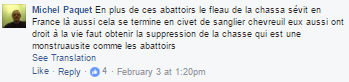 Michel Paquet En plus de ces abattoirs le fleau de la chassa sévit en
France là aussi cela se termine en civet de sanglier chevreuil eux aussi ont
droit à la vie faut obtenir la supression de la chasse qui est une
monstruausite comme les abattoirs
See Translation
Like · Reply · 4 · February 3 at 1:20pm